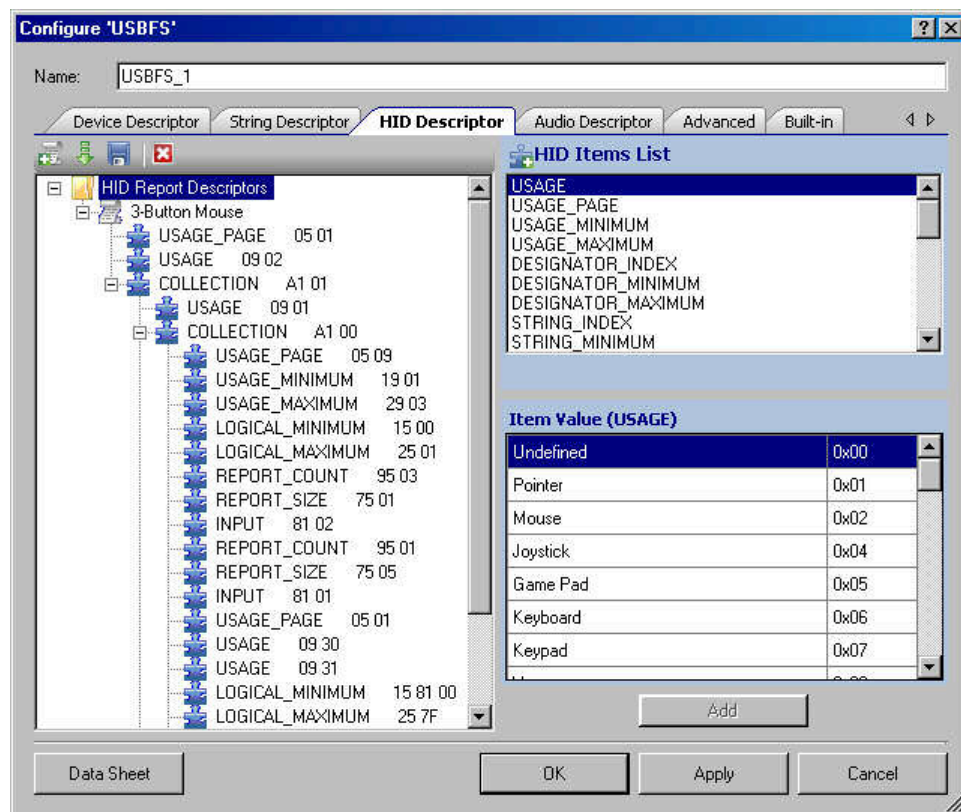 Configure 'USBFS'
Name: USBFS_1
Device Descriptor String Descriptor HID Descriptor Audio Descriptor Advanced Built-in
HID Report Descriptors
3-Button Mouse
USAGE_PAGE 05 01
USAGE 09 02
COLLECTION A1 01
USAGE 09 01
COLLECTION A1 00
USAGE_PAGE 05 09
USAGE_MINIMUM 19 01
USAGE_MAXIMUM 29 03
LOGICAL_MINIMUM 15 00
LOGICAL_MAXIMUM 25 01
REPORT_COUNT 95 03
REPORT_SIZE 75 01
INPUT 81 02
REPORT_COUNT 95 01
REPORT_SIZE 75 05
INPUT 81 01
USAGE_PAGE 05 01
USAGE 09 30
USAGE 09 31
LOGICAL_MINIMUM 15 81 00
LOGICAL_MAXIMUM 25 7F
HID Items List
USAGE
USAGE_PAGE
USAGE_MINIMUM
USAGE_MAXIMUM
DESIGNATOR_INDEX
DESIGNATOR_MINIMUM
DESIGNATOR_MAXIMUM
STRING_INDEX
STRING_MINIMUM
Item Value (USAGE)
Undefined 0x00
Pointer 0x01
Mouse 0x02
Joystick 0x04
Game Pad 0x05
Keyboard 0x06
Keypad 0x07
Add
Data Sheet OK Apply Cancel